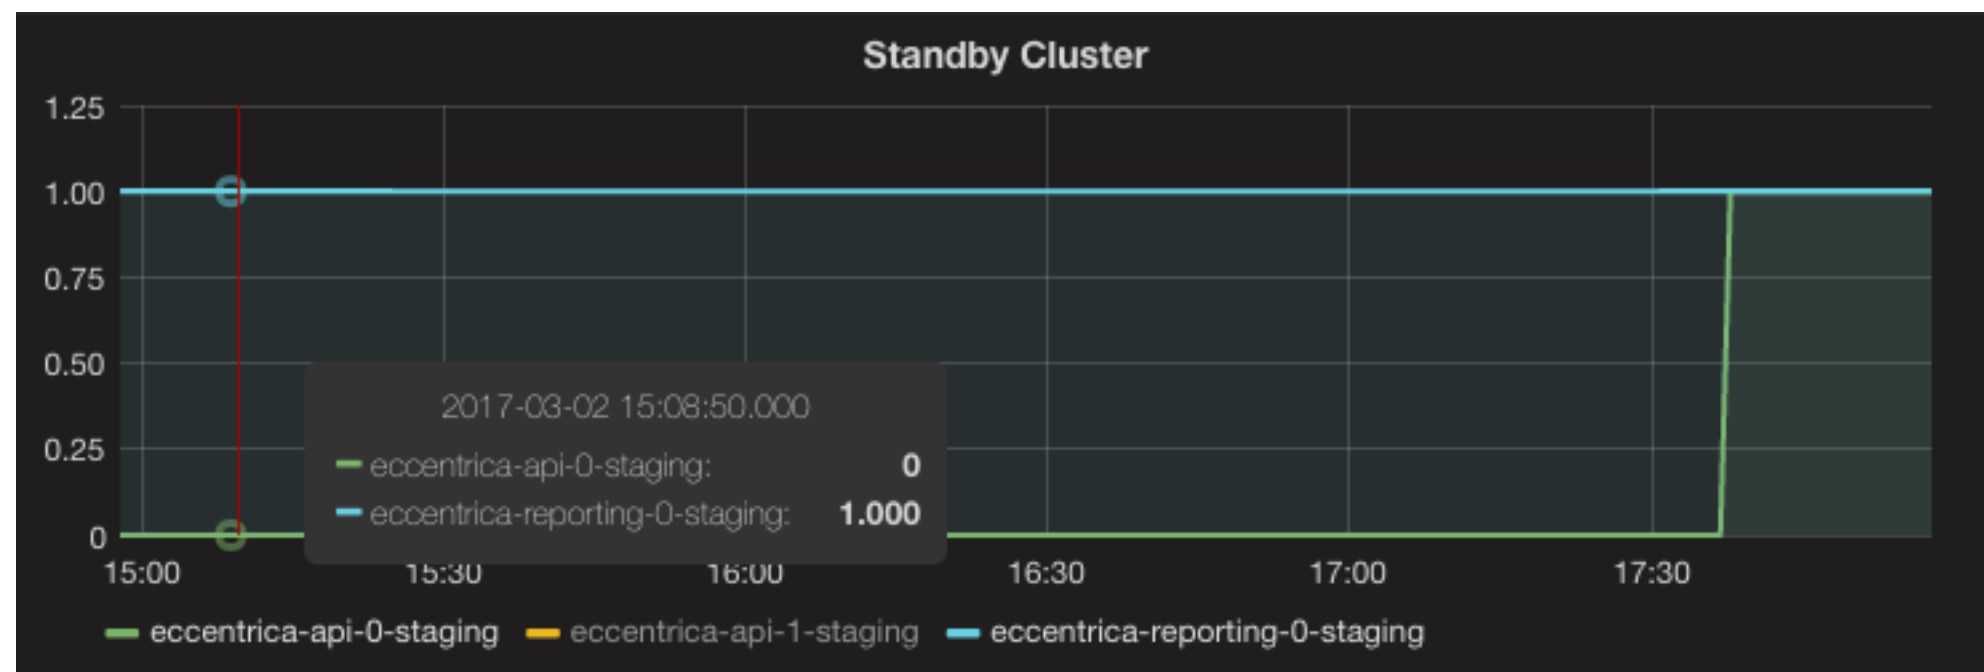 Standby Cluster
1.25
1.00
0.75
0.50
0.25
0
2017-03-02 15:08:50.000
eccentrica-api-0-staging: 0
eccentrica-reporting-0-staging: 1.000
15:00 15:30 16:00 16:30 17:00 17:30
eccentrica-api-0-staging eccentrica-api-1-staging eccentrica-reporting-0-staging